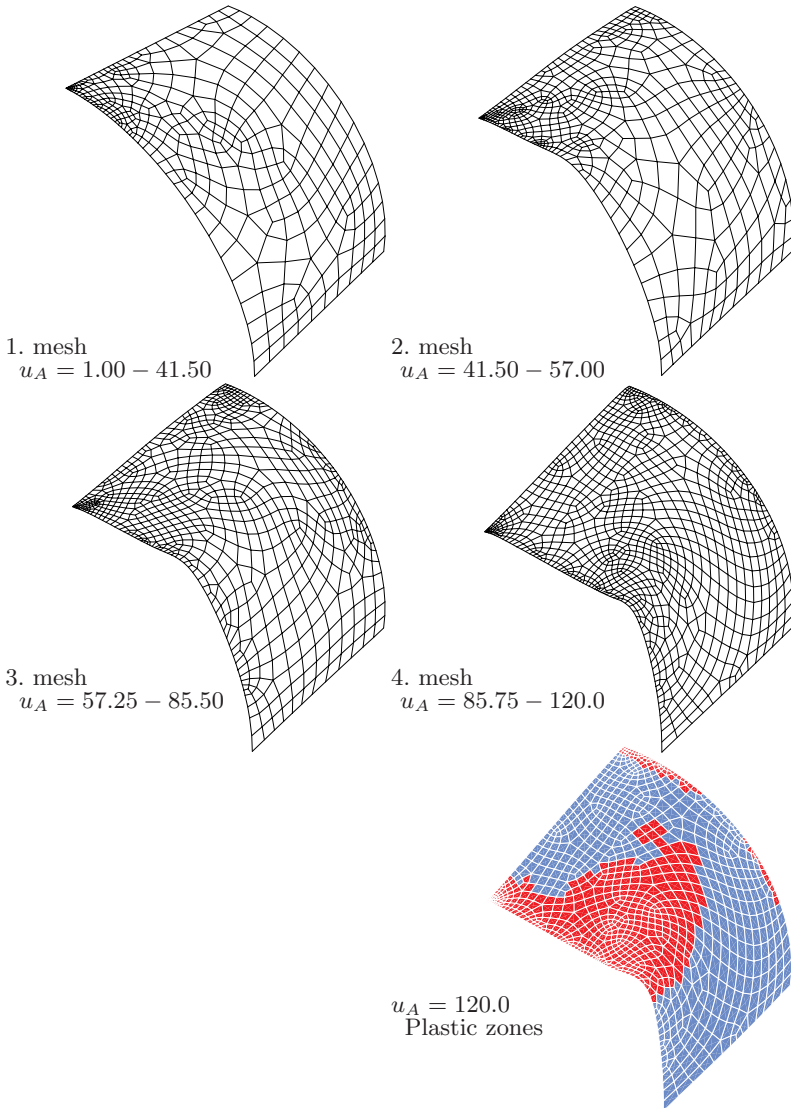 1. mesh
u_A = 1.00 − 41.50
2. mesh
u_A = 41.50 − 57.00
3. mesh
u_A = 57.25 − 85.50
4. mesh
u_A = 85.75 − 120.0
u_A = 120.0
Plastic zones